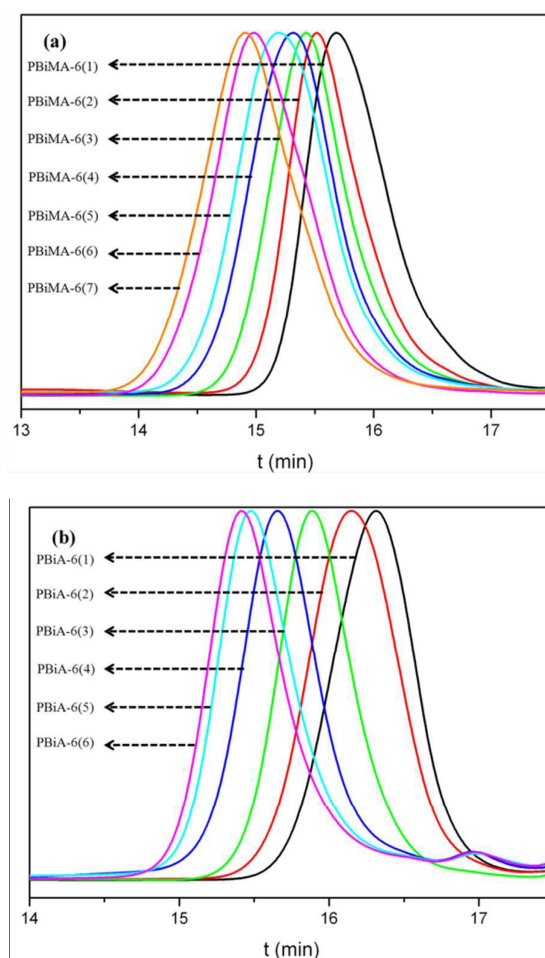 (a)
PBiMA-6(1)
PBiMA-6(2)
PBiMA-6(3)
PBiMA-6(4)
PBiMA-6(5)
PBiMA-6(6)
PBiMA-6(7)
13 14 15 16 17
t (min)
(b)
PBiA-6(1)
PBiA-6(2)
PBiA-6(3)
PBiA-6(4)
PBiA-6(5)
PBiA-6(6)
14 15 16 17
t (min)